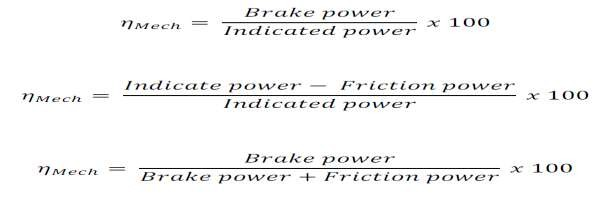 η_Mech = Brake power / Indicated power x 100
η_Mech = Indicate power − Friction power / Indicated power x 100
η_Mech = Brake power / Brake power + Friction power x 100